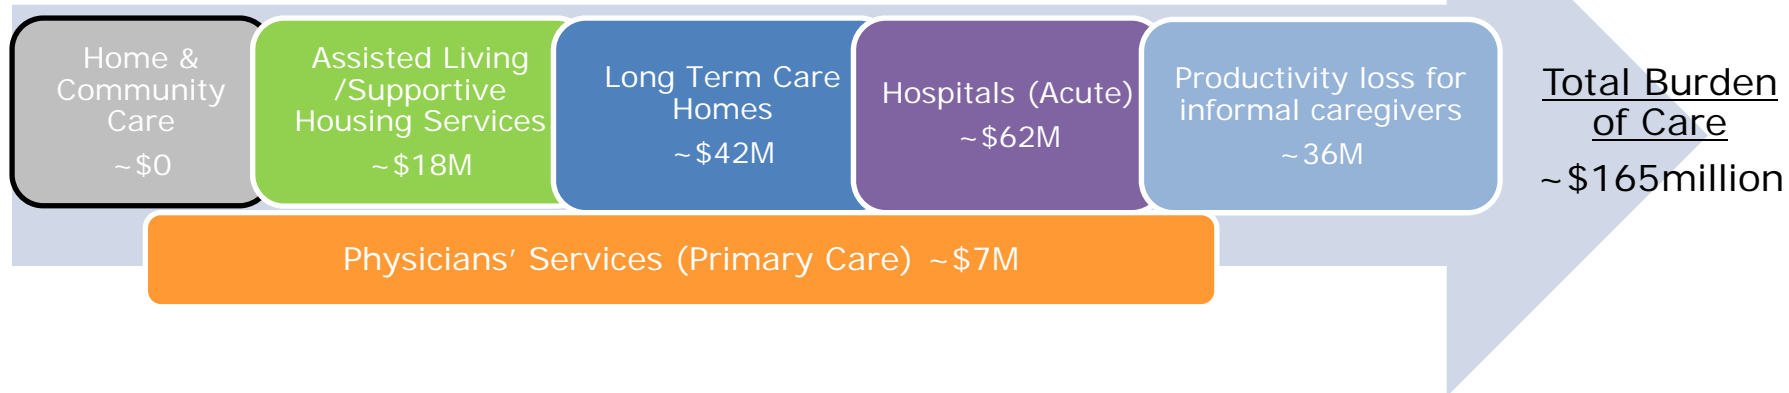 Home &
Community
Care
~$0
Assisted Living
/Supportive
Housing Services
~$18M
Long Term Care
Homes
~$42M
Hospitals (Acute)
~$62M
Productivity loss for
informal caregivers
~36M
Total Burden
of Care
~$165million
Physicians’ Services (Primary Care) ~$7M